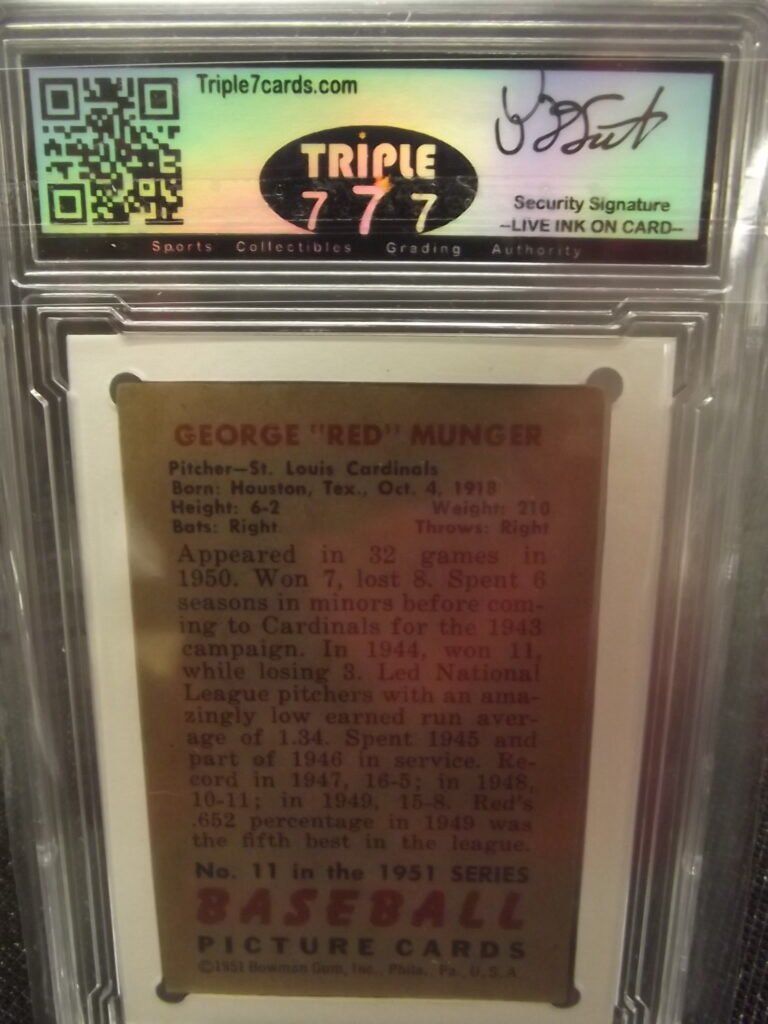 Triple7cards.com
TRiPLE
7 7 7
Security Signature
--LIVE INK ON CARD--
Sports Collectibles Grading Authority
GEORGE "RED" MUNGER
Pitcher—St. Louis Cardinals
Born: Houston, Tex., Oct. 4, 1918
Height: 6-2 Weight: 210
Bats: Right Throws: Right
Appeared in 32 games in
1950. Won 7, lost 8. Spent 6
seasons in minors before com-
ing to Cardinals for the 1943
campaign. In 1944, won 11,
while losing 3. Led National
League pitchers with an ama-
zingly low earned run aver-
age of 1.34. Spent 1945 and
part of 1946 in service. Re-
cord in 1947, 16-5; in 1948,
10-11; in 1949, 15-8. Red's
.652 percentage in 1949 was
the fifth best in the league.
No. 11 in the 1951 SERIES
BASEBALL
PICTURE CARDS
©1951 Bowman Gum, Inc., Phila., Pa., U.S.A.